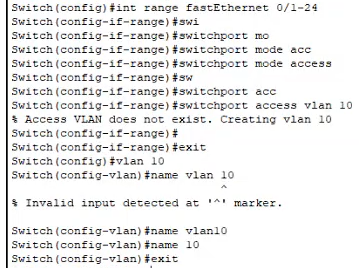 Switch(config)#int range fastEthernet 0/1-24
Switch(config-if-range)#swi
Switch(config-if-range)#switchport mo
Switch(config-if-range)#switchport mode acc
Switch(config-if-range)#switchport mode access
Switch(config-if-range)#sw
Switch(config-if-range)#switchport acc
Switch(config-if-range)#switchport access vlan 10
% Access VLAN does not exist. Creating vlan 10
Switch(config-if-range)#
Switch(config-if-range)#exit
Switch(config)#vlan 10
Switch(config-vlan)#name vlan 10
^
% Invalid input detected at '^' marker.
Switch(config-vlan)#name vlan10
Switch(config-vlan)#name 10
Switch(config-vlan)#exit